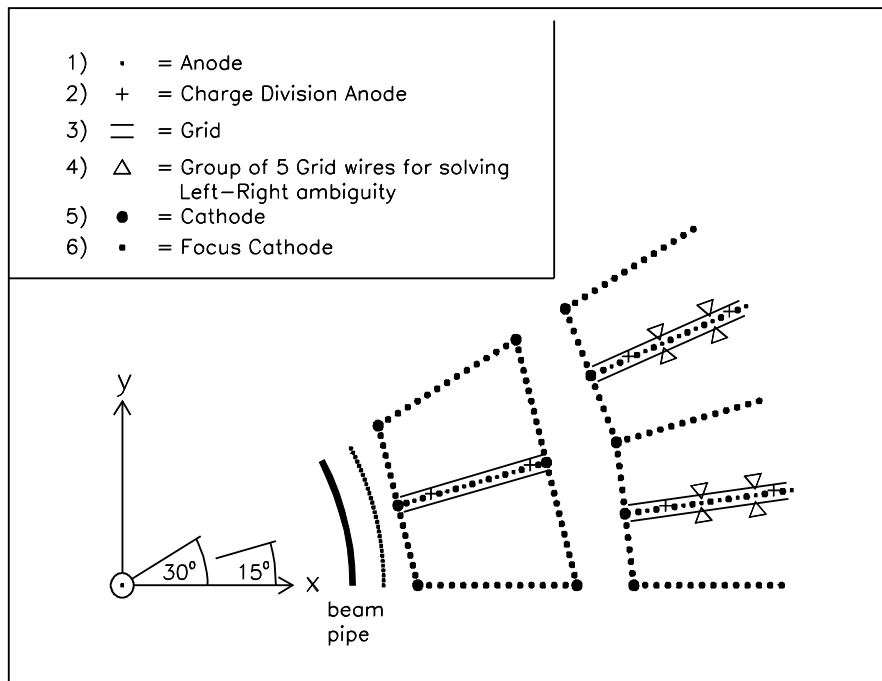 1) = Anode
2) + = Charge Division Anode
3) = Grid
4) △ = Group of 5 Grid wires for solving
Left–Right ambiguity
5) ● = Cathode
6) ▪ = Focus Cathode
y
30° 15° x
beam
pipe